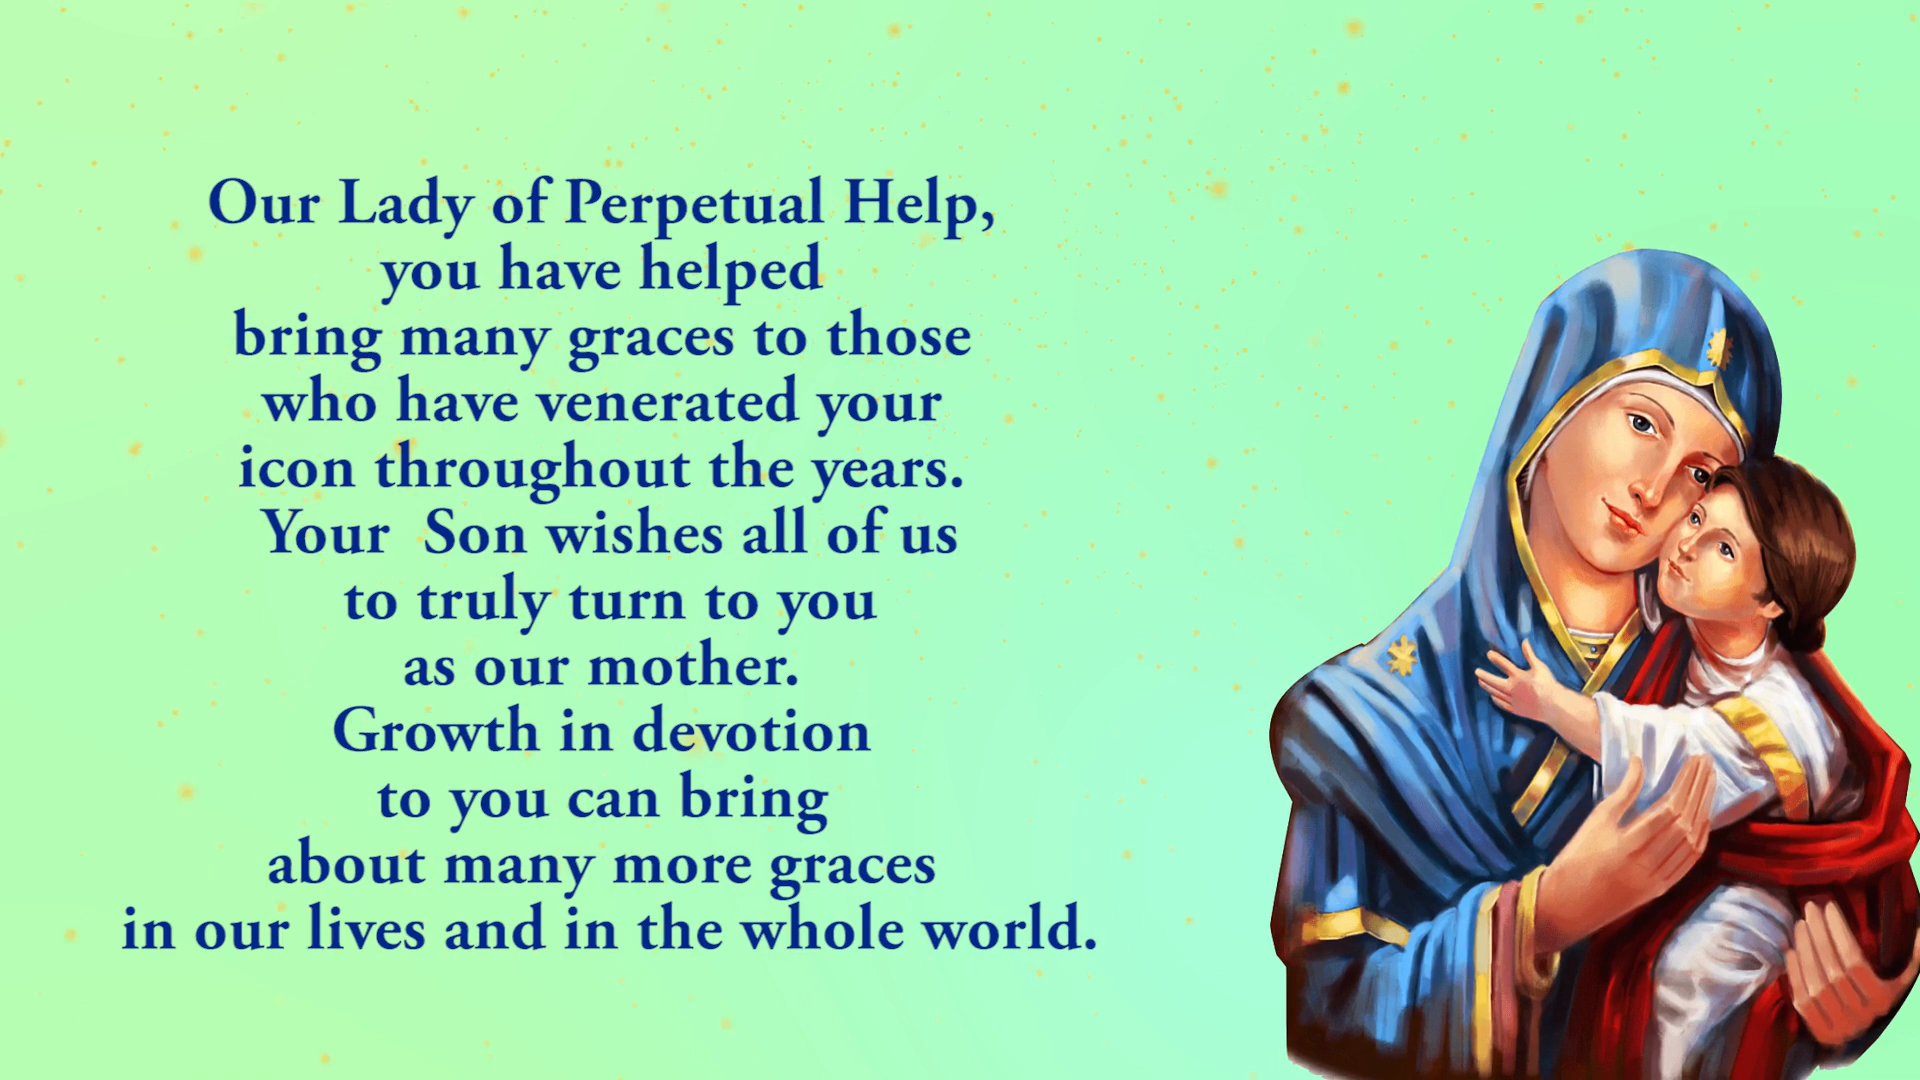 Our Lady of Perpetual Help,
you have helped
bring many graces to those
who have venerated your
icon throughout the years.
Your  Son wishes all of us
to truly turn to you
as our mother.
Growth in devotion
to you can bring
about many more graces
in our lives and in the whole world.